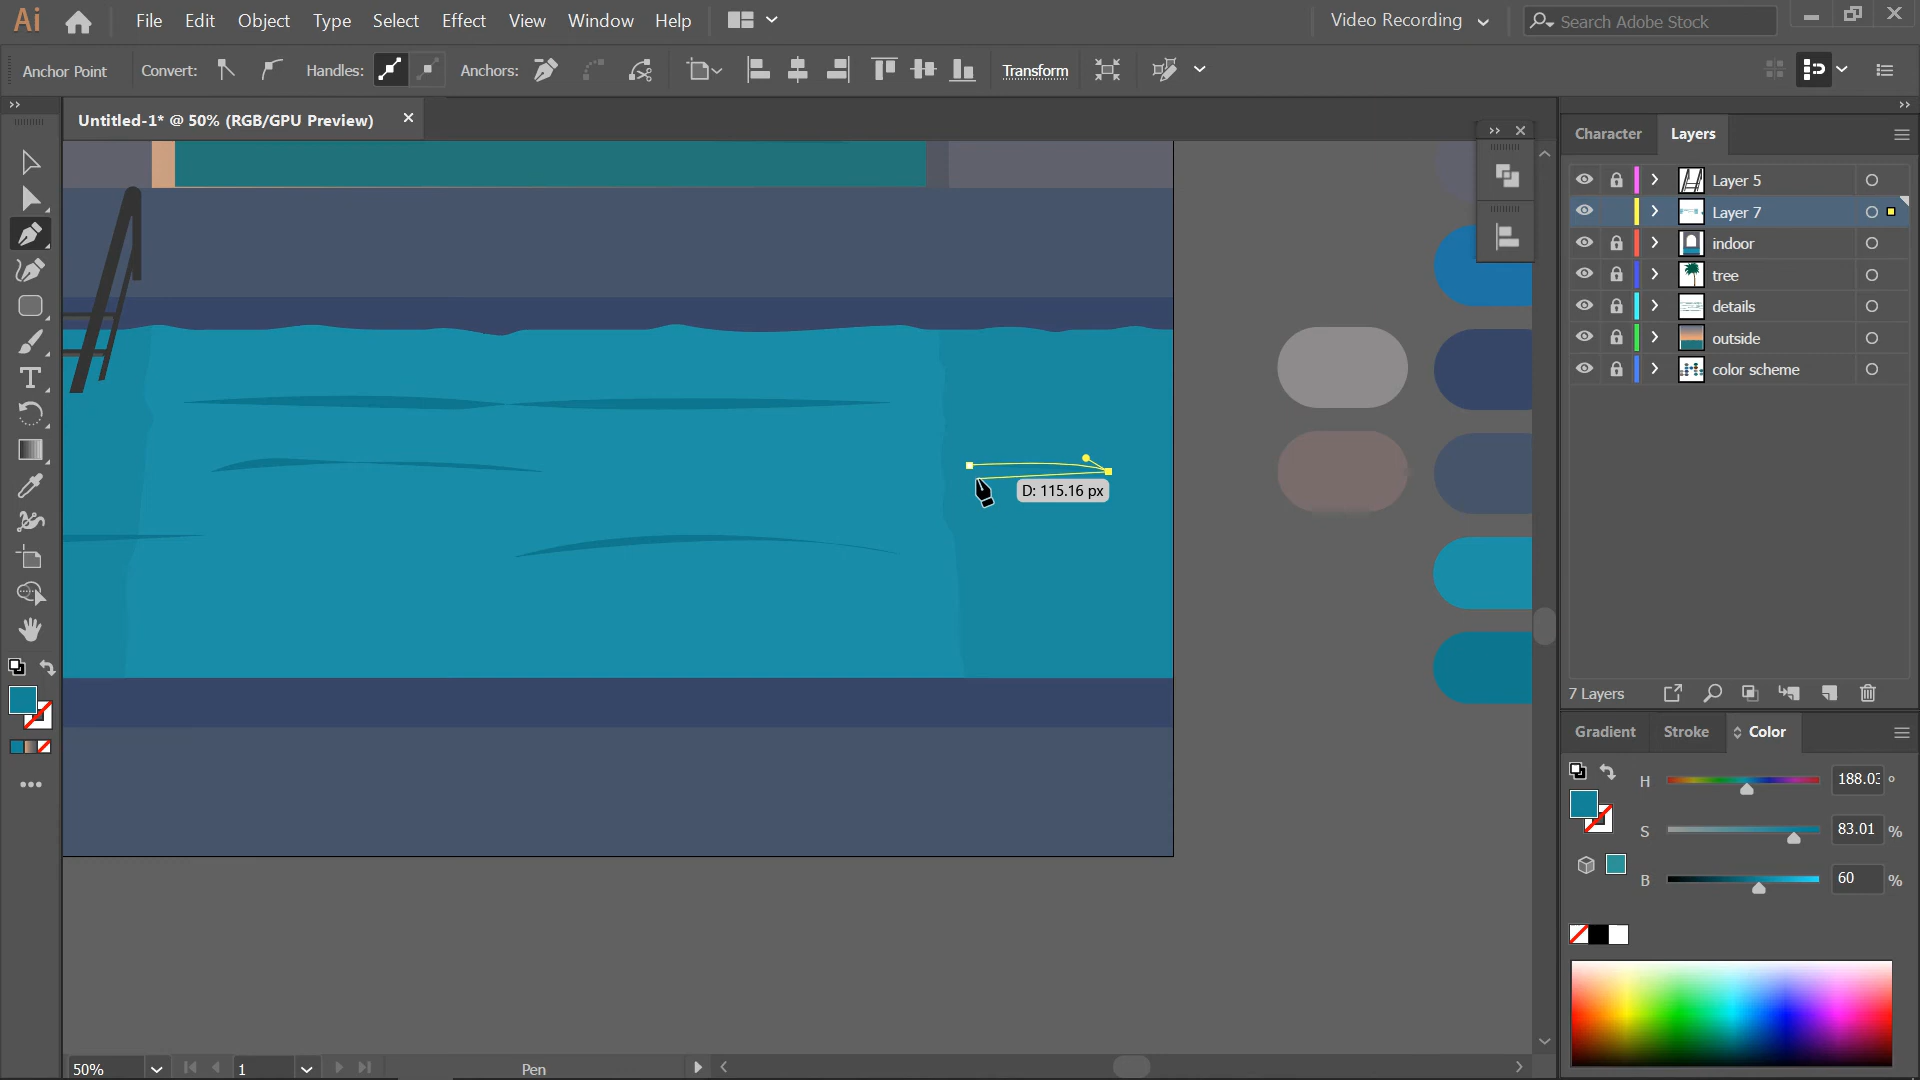 Ai File Edit Object Type Select Effect View Window Help Video Recording Search Adobe Stock
Anchor Point Convert: Handles: Anchors: Transform
Untitled-1* @ 50% (RGB/GPU Preview)
Character Layers
Layer 5
Layer 7
indoor
tree
details
outside
color scheme
D: 115.16 px
7 Layers
Gradient Stroke Color
H 188.03 °
S 83.01 %
B 60 %
50% 1 Pen